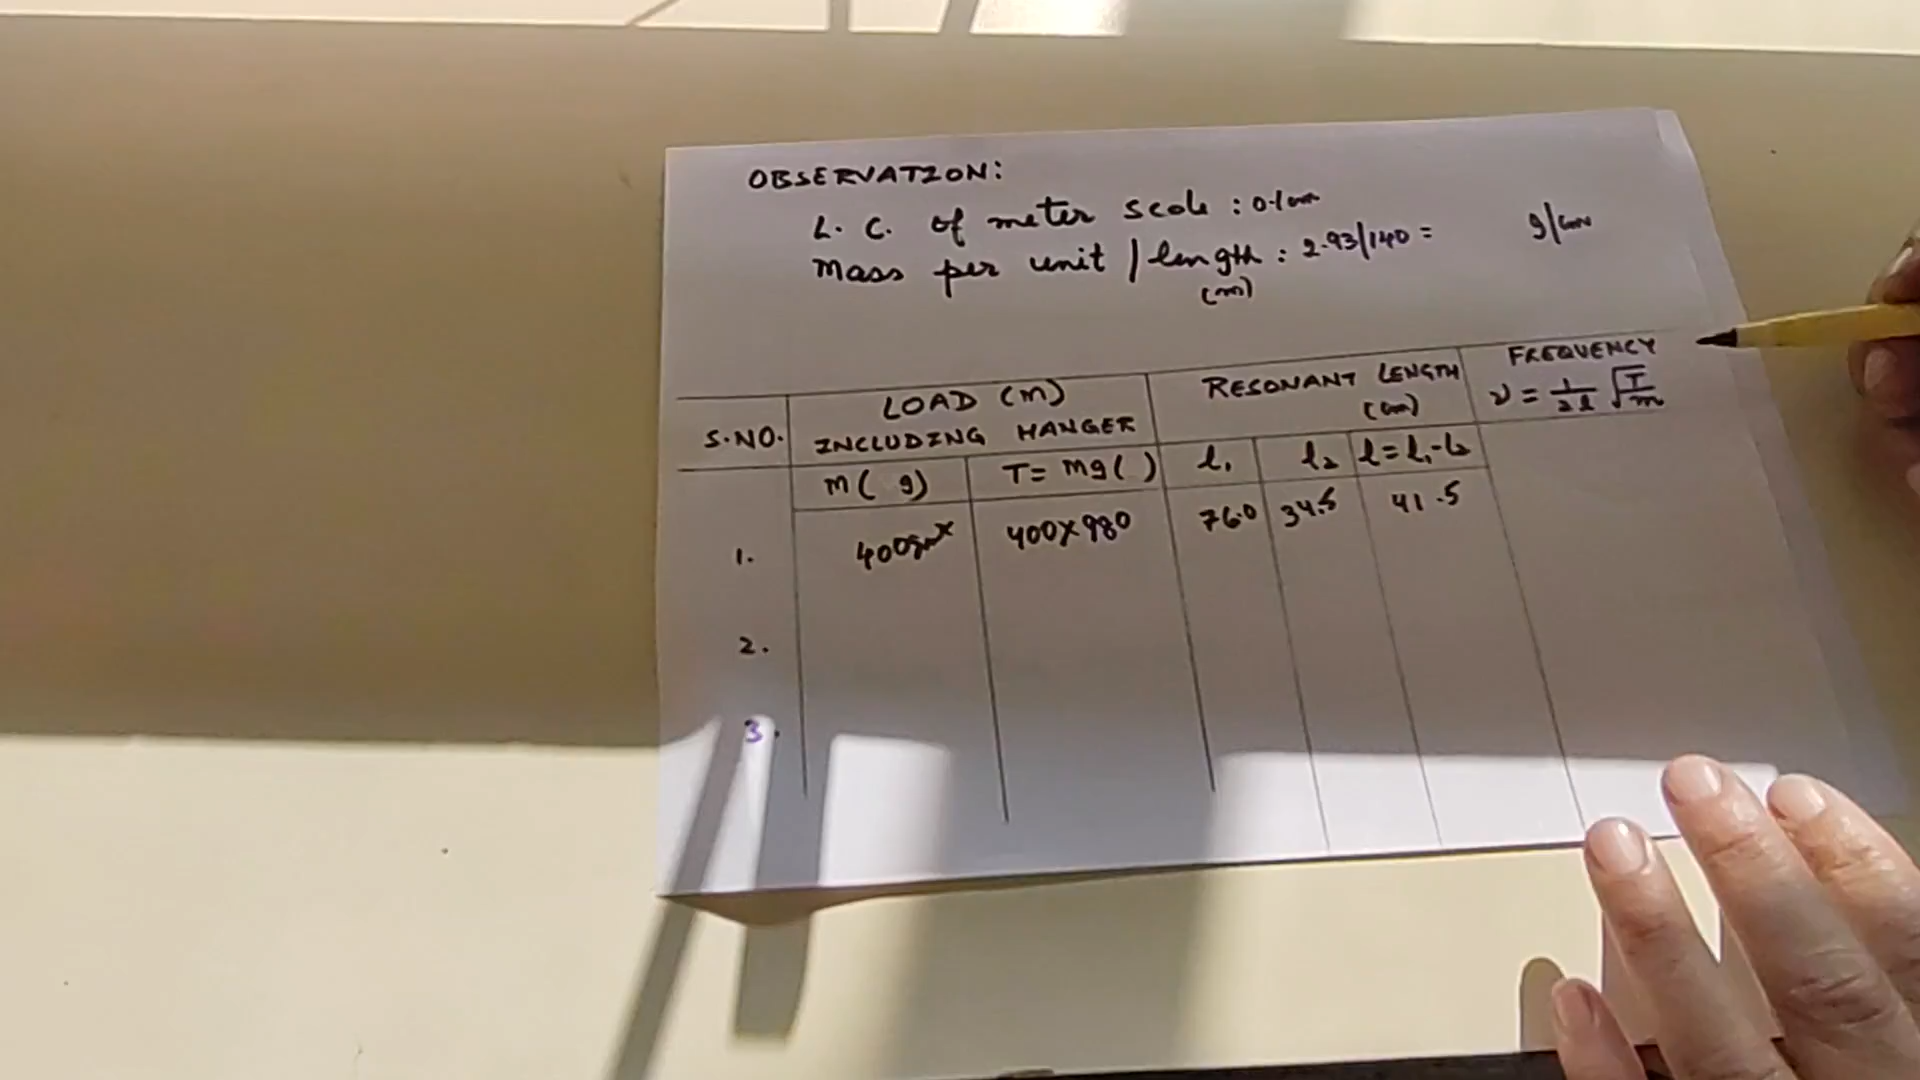 OBSERVATION:
L.C. of meter scale : 0.1cm
Mass per unit / length : 2.93/140 = g/cm
(m)
S.NO. LOAD (M) INCLUDING HANGER RESONANT LENGTH (cm) FREQUENCY
ν = 1/2l √T/m
M( g) T= Mg( ) l₁ l₂ l=l₁-l₂
1. 400gm× 400×980 76.0 34.5 41.5
2.
3.